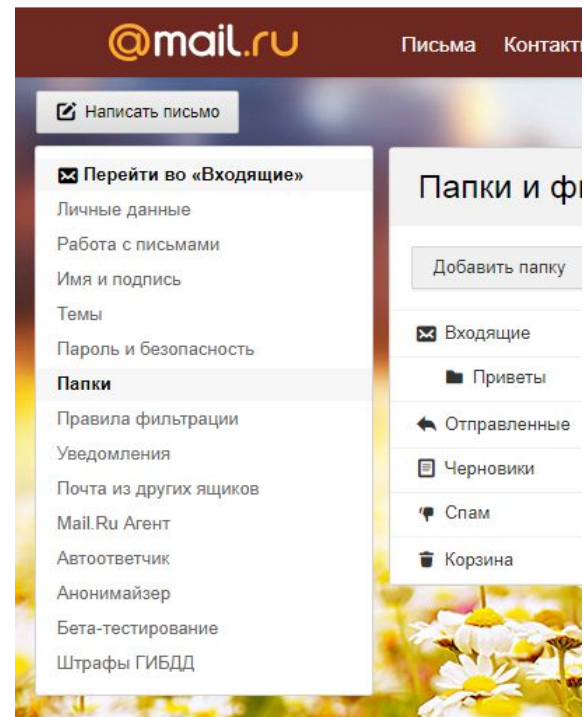 @mail.ru
Письма Контакты
Написать письмо
Перейти во «Входящие»
Личные данные
Работа с письмами
Имя и подпись
Темы
Пароль и безопасность
Папки
Правила фильтрации
Уведомления
Почта из других ящиков
Mail.Ru Агент
Автоответчик
Анонимайзер
Бета-тестирование
Штрафы ГИБДД
Папки и
Добавить папку
Входящие
Приветы
Отправленные
Черновики
Спам
Корзина